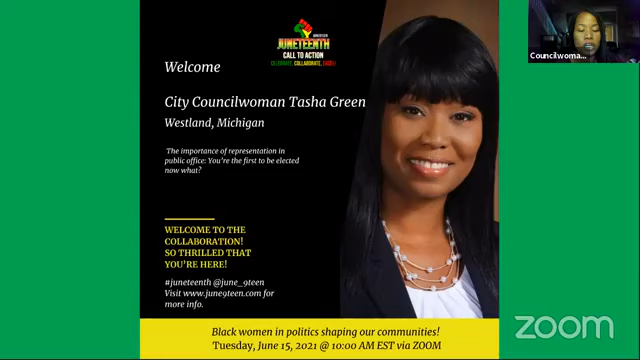 JUNETEENTH
CALL TO ACTION
Welcome
City Councilwoman Tasha Green
Westland, Michigan
The importance of representation in
public office: You're the first to be elected
now what?
WELCOME TO THE
COLLABORATION!
SO THRILLED THAT
YOU'RE HERE!
#juneteenth @june_9teen
Visit www.june9teen.com for
more info.
Black women in politics shaping our communities!
Tuesday, June 15, 2021 @ 10:00 AM EST via ZOOM
Councilwoma...
zoom